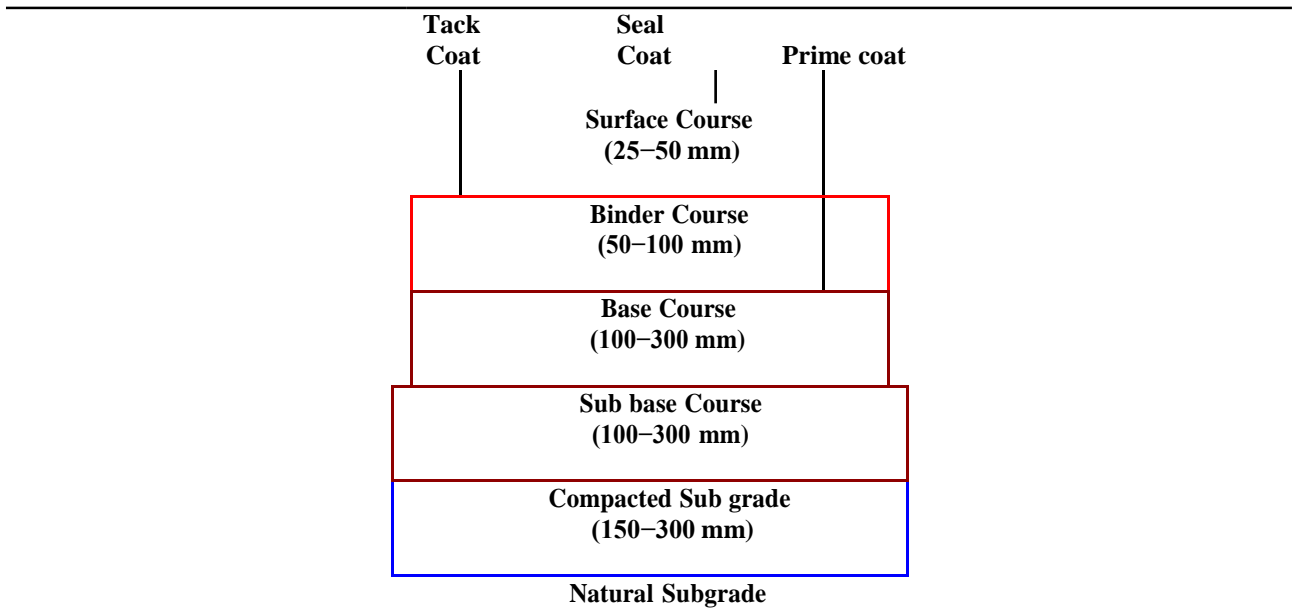 Tack
Coat
Seal
Coat
Prime coat
Surface Course
(25−50 mm)
Binder Course
(50−100 mm)
Base Course
(100−300 mm)
Sub base Course
(100−300 mm)
Compacted Sub grade
(150−300 mm)
Natural Subgrade